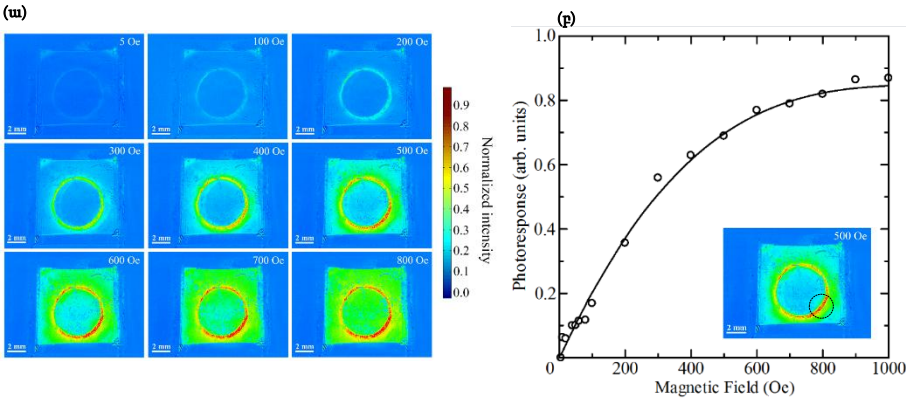 (m)
5 Oe
2 mm
100 Oe
2 mm
200 Oe
2 mm
300 Oe
2 mm
400 Oe
2 mm
500 Oe
2 mm
600 Oe
2 mm
700 Oe
2 mm
800 Oe
2 mm
0.9
0.8
0.7
0.6
0.5
0.4
0.3
0.2
0.1
0.0
Normalized intensity
(p)
1.0
0.8
0.6
0.4
0.2
0
200
400
600
800
1000
Photoresponse (arb. units)
Magnetic Field (Oe)
500 Oe
2 mm